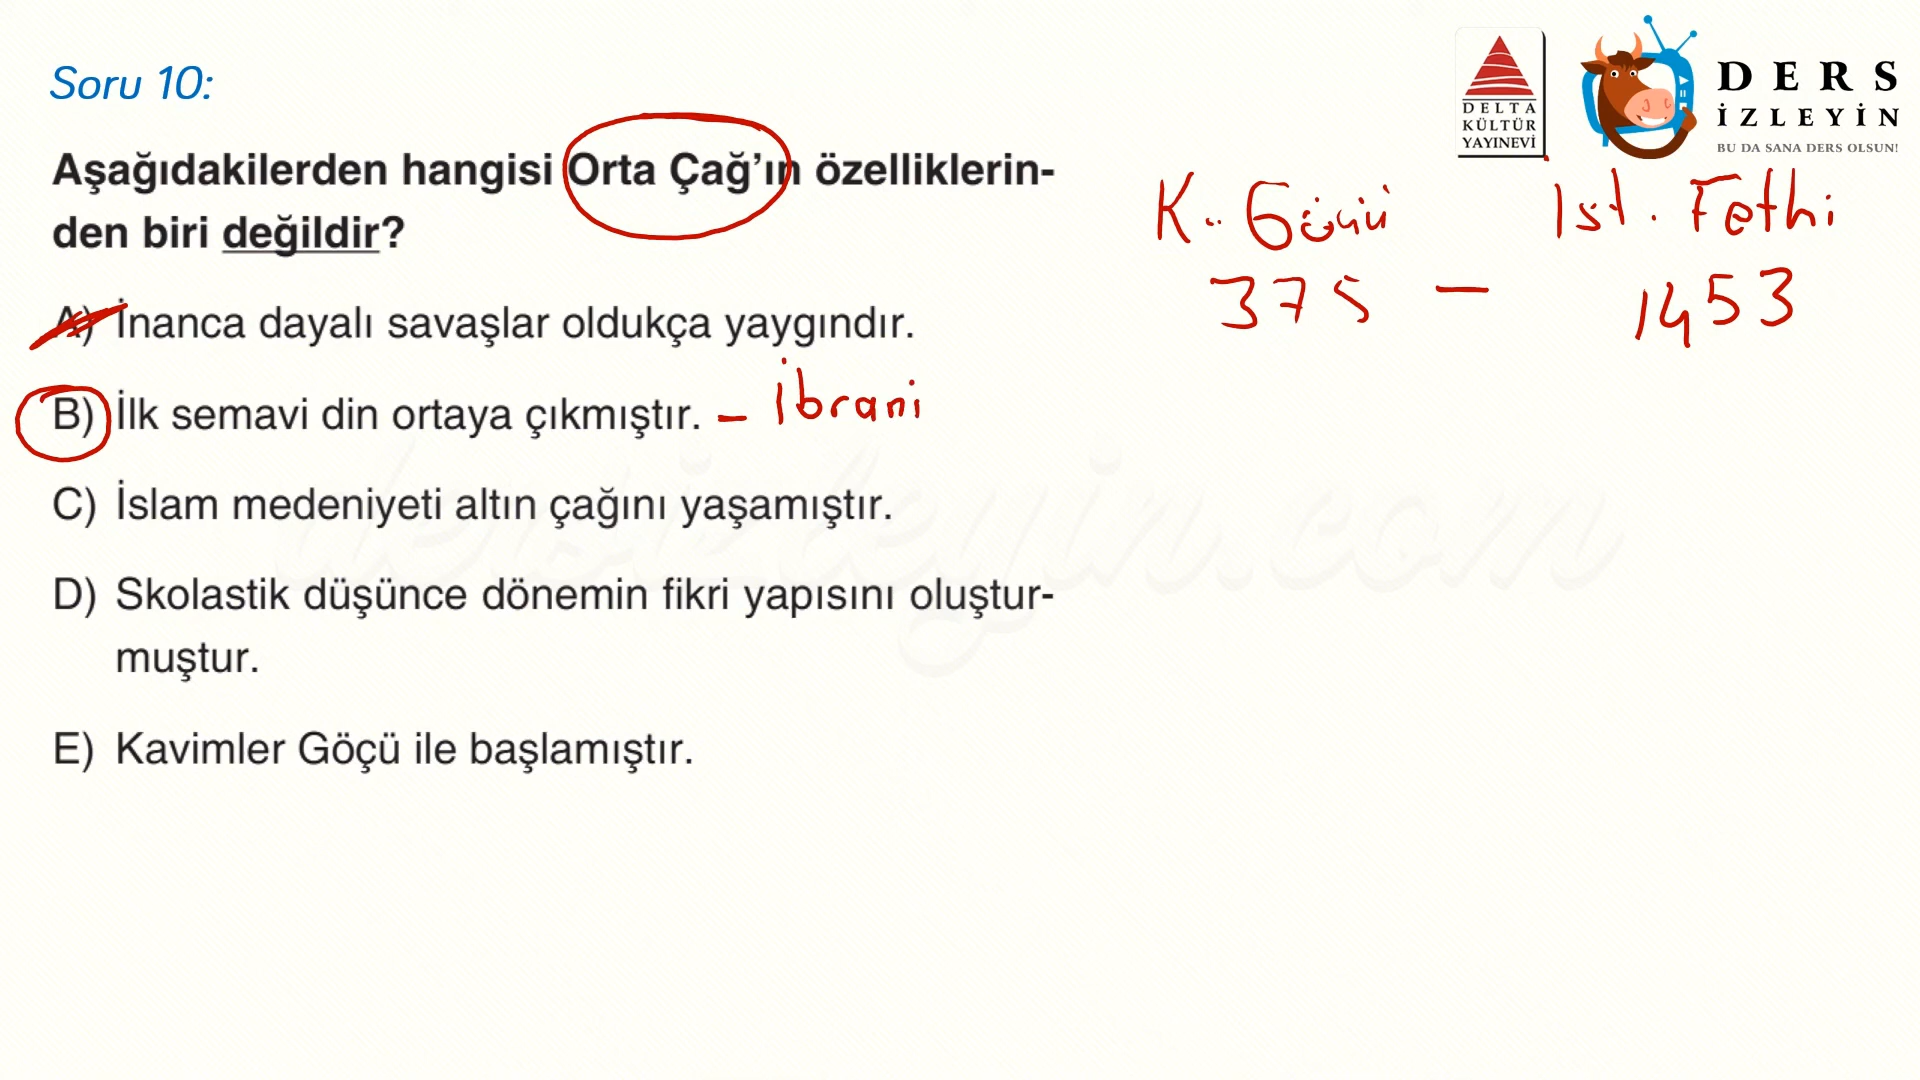 Soru 10:
DELTA
KÜLTÜR
YAYINEVİ
DERS
İZLEYİN
BU DA SANA DERS OLSUN!
Aşağıdakilerden hangisi Orta Çağ'ın özelliklerin-
den biri değildir?
K.. Göçü İst. Fethi
375 – 1453
A) İnanca dayalı savaşlar oldukça yaygındır.
B) İlk semavi din ortaya çıkmıştır. – İbrani
C) İslam medeniyeti altın çağını yaşamıştır.
dersizleyin.com
D) Skolastik düşünce dönemin fikri yapısını oluştur-
muştur.
E) Kavimler Göçü ile başlamıştır.